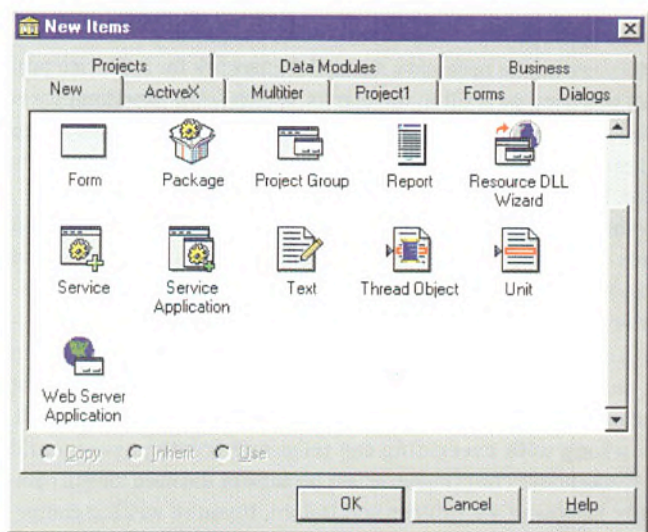 New Items
Projects Data Modules Business
New ActiveX Multitier Project1 Forms Dialogs
Form Package Project Group Report Resource DLL
Wizard
Service Service
Application Text Thread Object Unit
Web Server
Application
Copy Inherit Use
OK Cancel Help